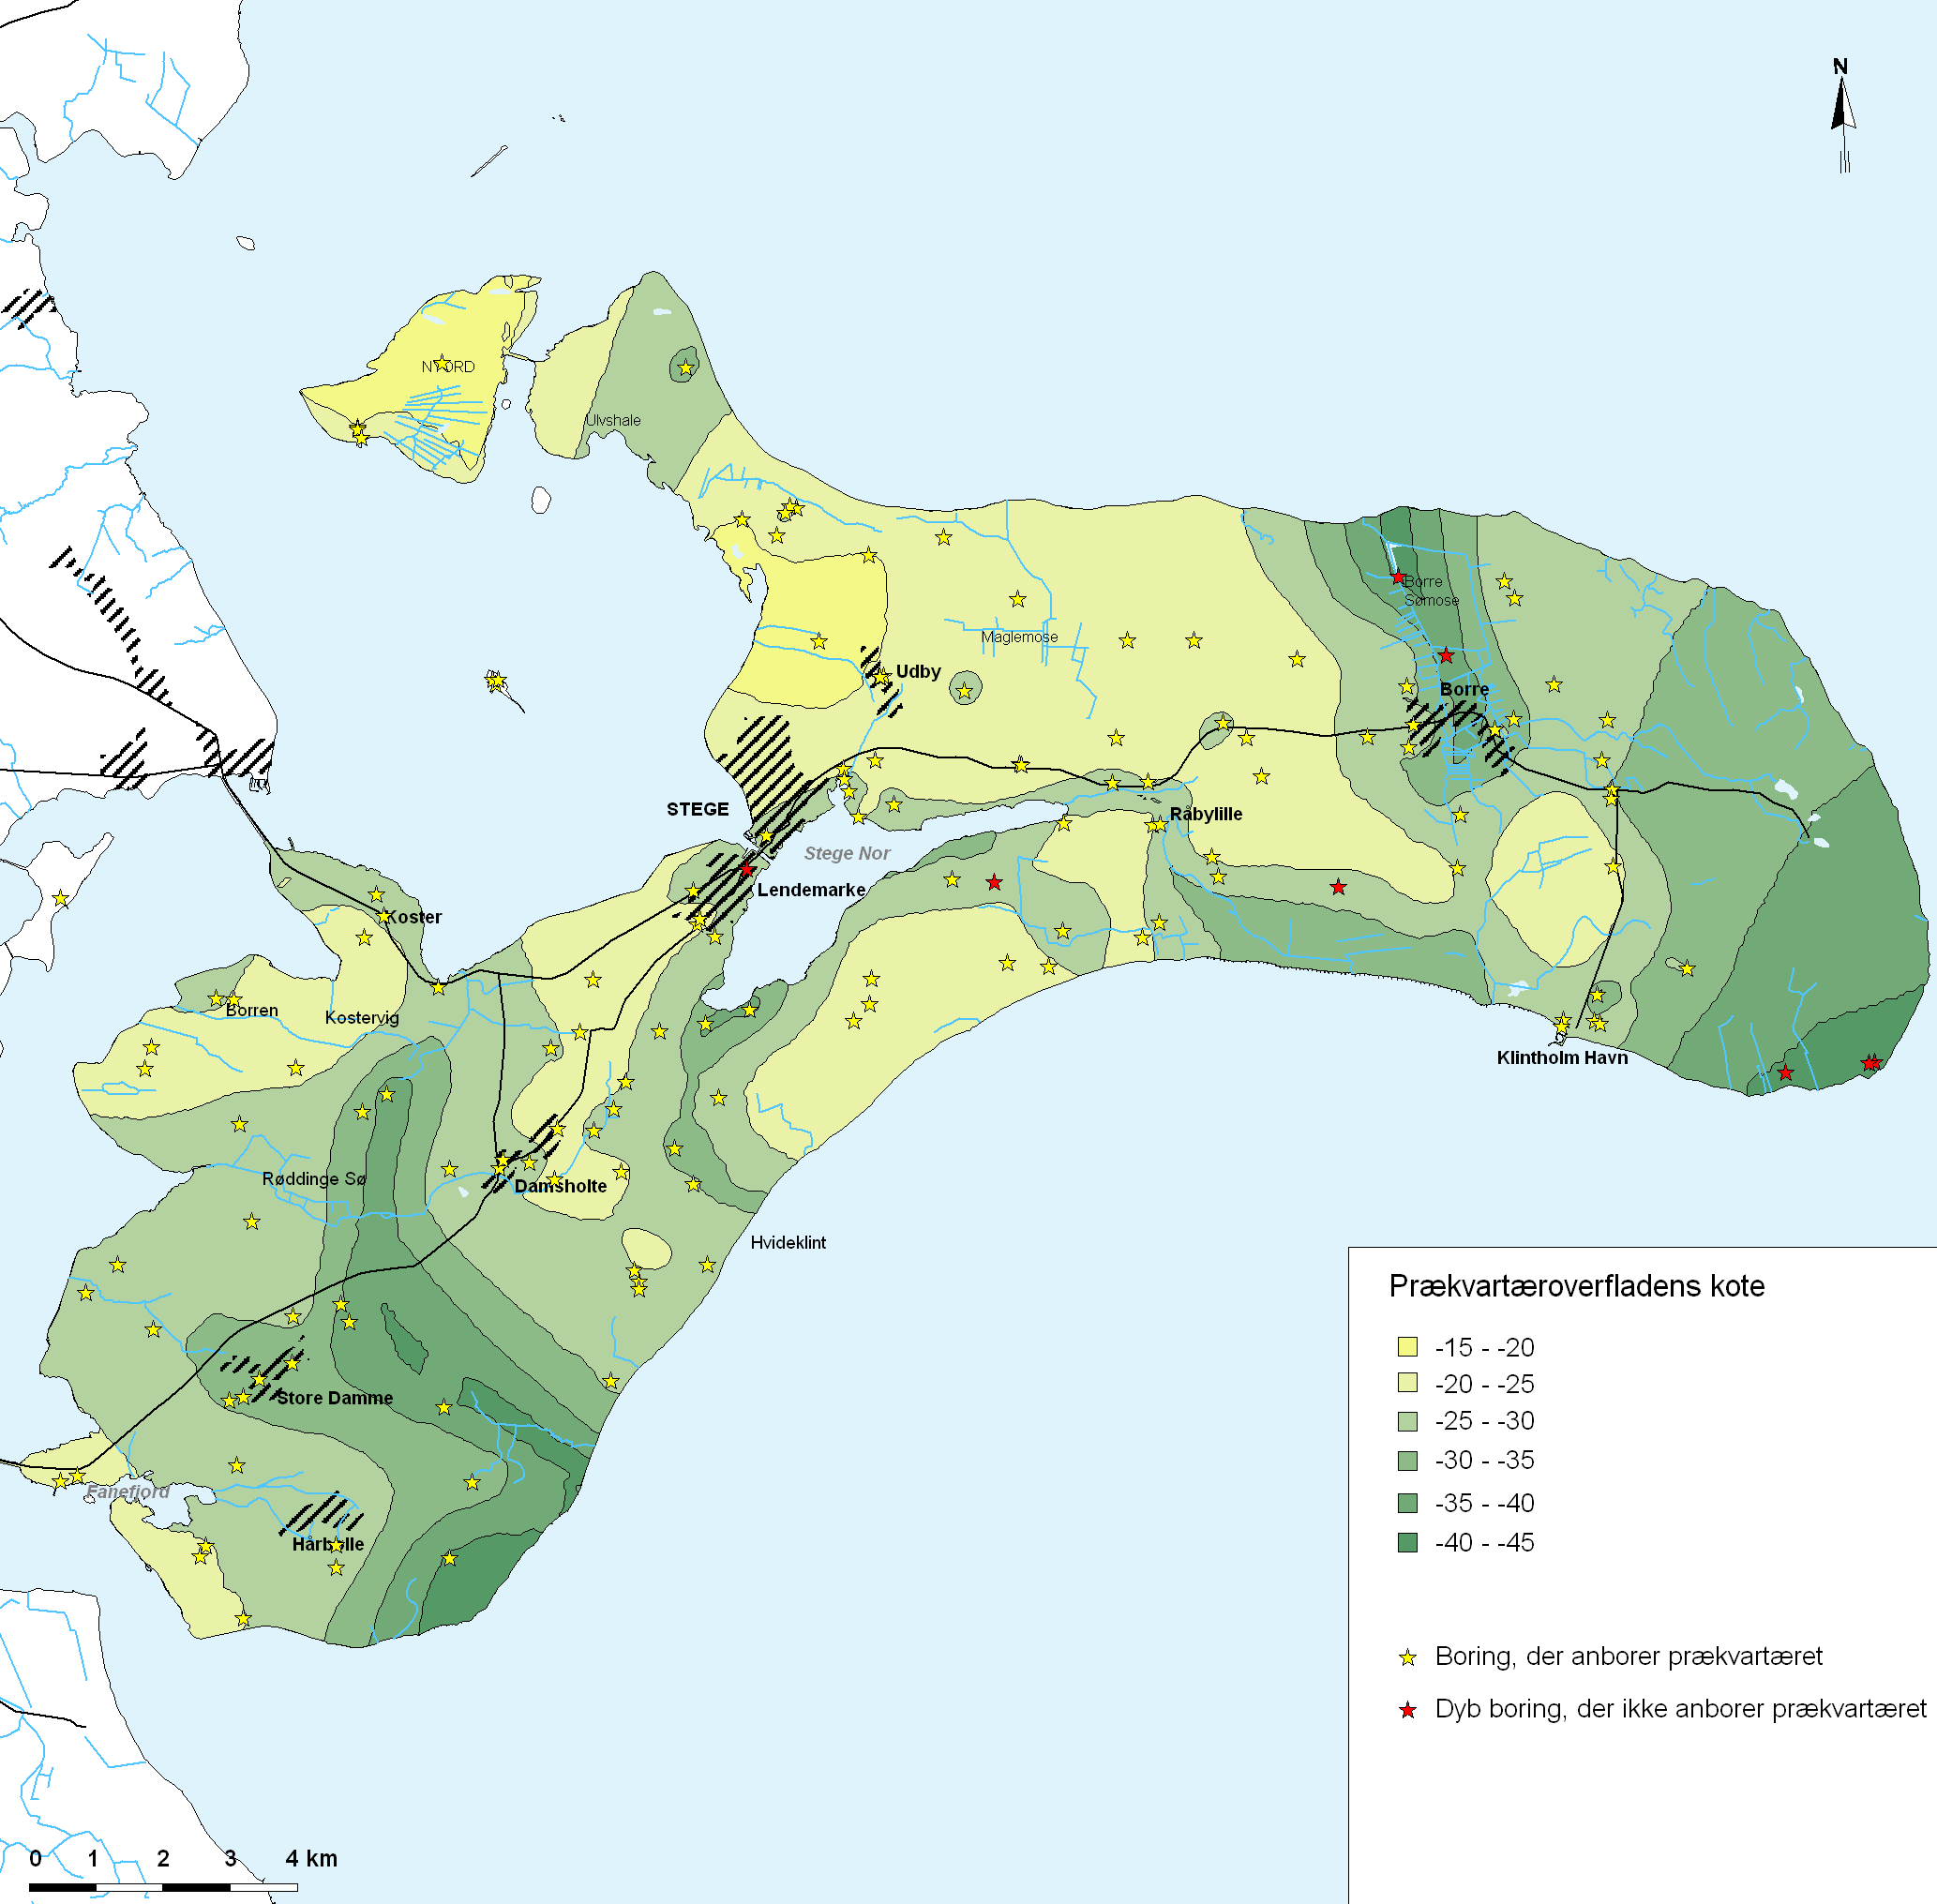 N
NYORD
Ulvshale
Borre
Sømose
Maglemose
Udby
Borre
STEGE
Råbylille
Stege Nor
Lendemarke
Koster
Borren
Kostervig
Klintholm Havn
Røddinge Sø
Damsholte
Hvideklint
Store Damme
Fanefjord
Hårbølle
Prækvartæroverfladens kote
-15 - -20
-20 - -25
-25 - -30
-30 - -35
-35 - -40
-40 - -45
Boring, der anborer prækvartæret
Dyb boring, der ikke anborer prækvartæret
0 1 2 3 4 km